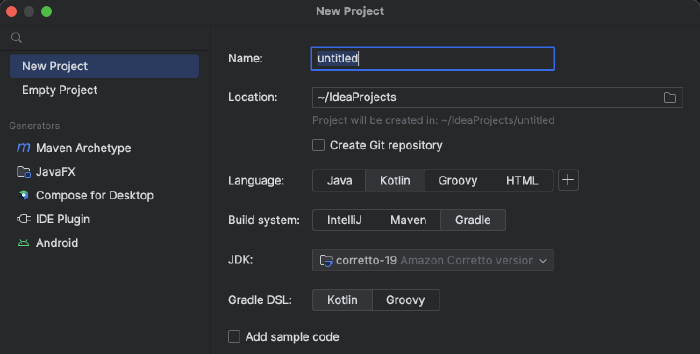 New Project
New Project
Empty Project
Generators
Maven Archetype
JavaFX
Compose for Desktop
IDE Plugin
Android
Name: untitled
Location: ~/IdeaProjects
Project will be created in: ~/IdeaProjects/untitled
Create Git repository
Language: Java Kotlin Groovy HTML +
Build system: IntelliJ Maven Gradle
JDK: corretto-19 Amazon Corretto version
Gradle DSL: Kotlin Groovy
Add sample code